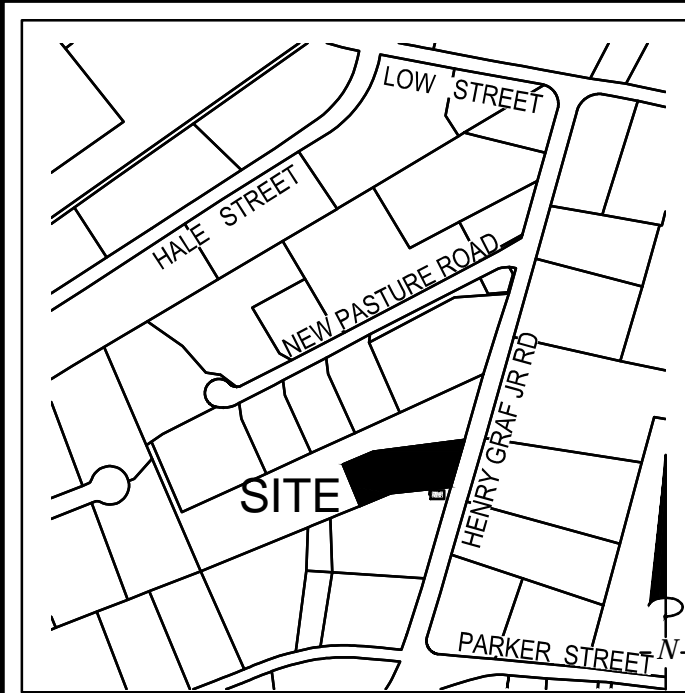 LOW STREET
HALE STREET
NEW PASTURE ROAD
HENRY GRAF JR RD
SITE
PARKER STREET
-N-